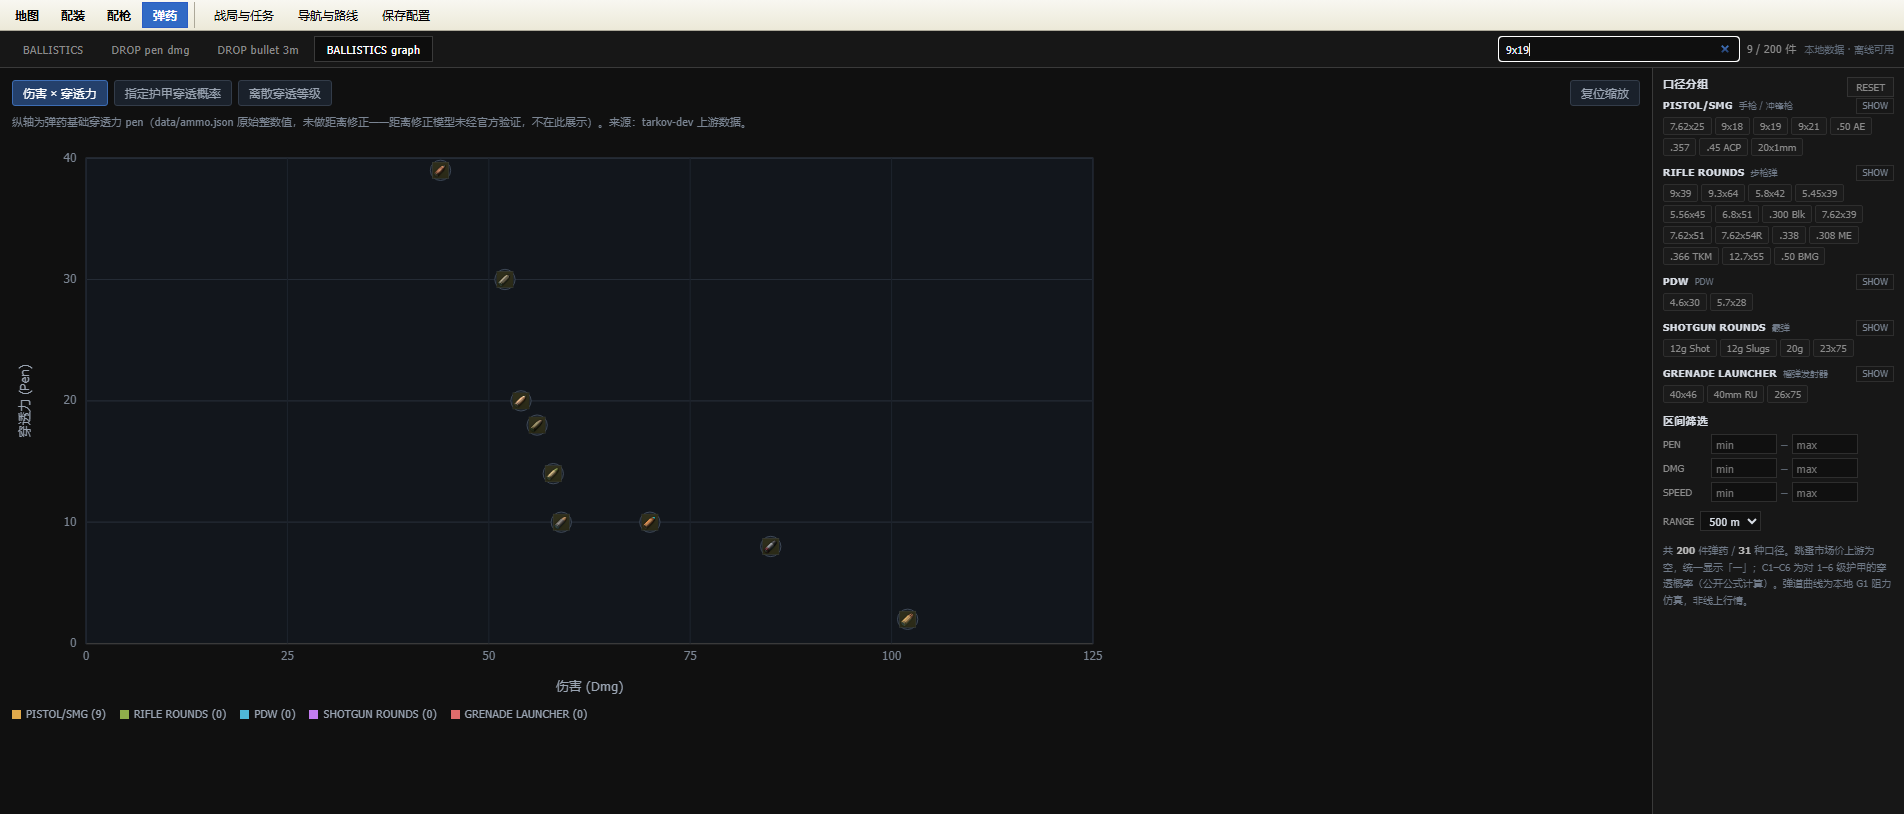 地图 配装 配枪 弹药 战局与任务 导航与路线 保存配置
BALLISTICS DROP pen dmg DROP bullet 3m BALLISTICS graph 9x19 × 9 / 200 件 本地数据 · 离线可用
伤害 × 穿透力 指定护甲穿透概率 离散穿透等级 复位缩放
纵轴为弹药基础穿透力 pen（data/ammo.json 原始整数值，未做距离修正——距离修正模型未经官方验证，不在此展示）。来源：tarkov-dev 上游数据。
40
30
20
10
0
穿透力 (Pen)
0 25 50 75 100 125
伤害 (Dmg)
PISTOL/SMG (9) RIFLE ROUNDS (0) PDW (0) SHOTGUN ROUNDS (0) GRENADE LAUNCHER (0)
口径分组 RESET
PISTOL/SMG 手枪 / 冲锋枪 SHOW
7.62x25 9x18 9x19 9x21 .50 AE
.357 .45 ACP 20x1mm
RIFLE ROUNDS 步枪弹 SHOW
9x39 9.3x64 5.8x42 5.45x39
5.56x45 6.8x51 .300 Blk 7.62x39
7.62x51 7.62x54R .338 .308 ME
.366 TKM 12.7x55 .50 BMG
PDW PDW SHOW
4.6x30 5.7x28
SHOTGUN ROUNDS 霰弹 SHOW
12g Shot 12g Slugs 20g 23x75
GRENADE LAUNCHER 榴弹发射器 SHOW
40x46 40mm RU 26x75
区间筛选
PEN min – max
DMG min – max
SPEED min – max
RANGE 500 m
共 200 件弹药 / 31 种口径。跳蚤市场价上游为
空，统一显示「—」；C1–C6 为对 1–6 级护甲的穿
透概率（公开公式计算）。弹道曲线为本地 G1 阻力
仿真，非线上行情。